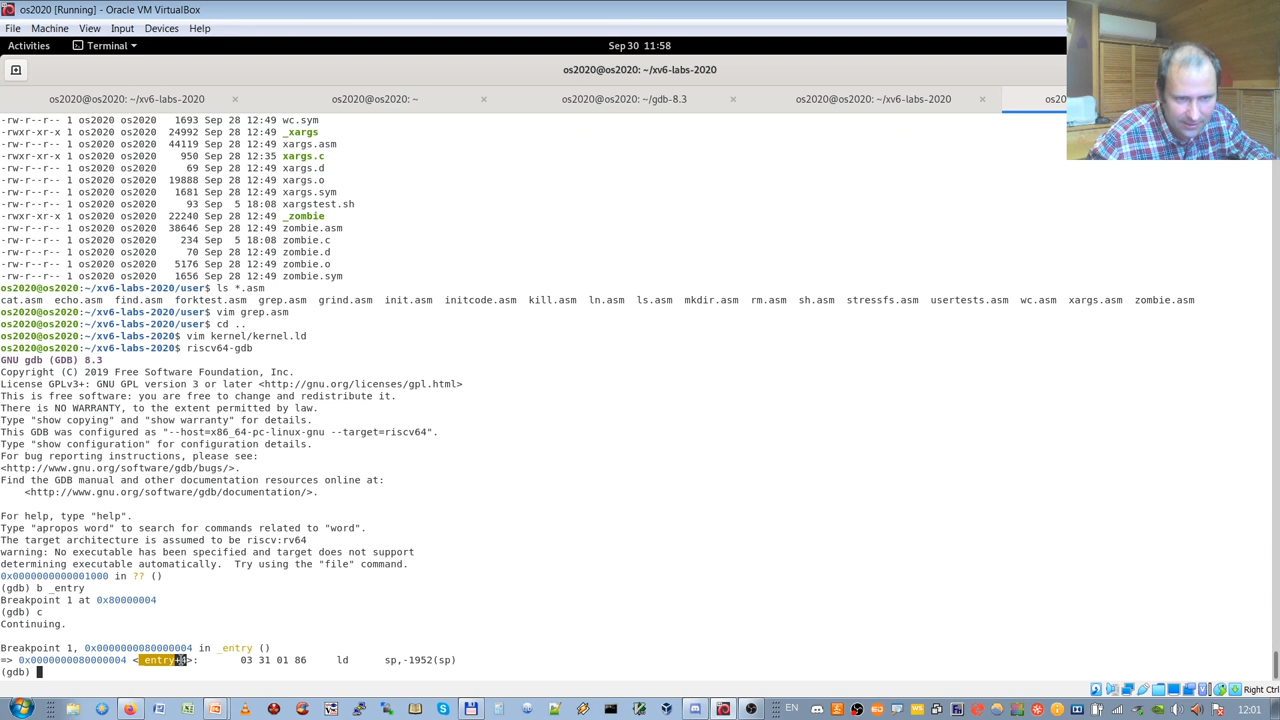 os2020 [Running] - Oracle VM VirtualBox
File Machine View Input Devices Help
Activities Terminal Sep 30 11:58
os2020@os2020: ~/xv6-labs-2020
os2020@os2020: ~/xv6-labs-2020 × os2020@os2020: ~ × os2020@os2020: ~/gdb-8.3 × os2020@os2020: ~/xv6-labs-2020 × os20
-rw-r--r-- 1 os2020 os2020 1693 Sep 28 12:49 wc.sym
-rwxr-xr-x 1 os2020 os2020 24992 Sep 28 12:49 _xargs
-rw-r--r-- 1 os2020 os2020 44119 Sep 28 12:49 xargs.asm
-rwxr-xr-x 1 os2020 os2020 950 Sep 28 12:35 xargs.c
-rw-r--r-- 1 os2020 os2020 69 Sep 28 12:49 xargs.d
-rw-r--r-- 1 os2020 os2020 19888 Sep 28 12:49 xargs.o
-rw-r--r-- 1 os2020 os2020 1681 Sep 28 12:49 xargs.sym
-rw-r--r-- 1 os2020 os2020 93 Sep 5 18:08 xargstest.sh
-rwxr-xr-x 1 os2020 os2020 22240 Sep 28 12:49 _zombie
-rw-r--r-- 1 os2020 os2020 38646 Sep 28 12:49 zombie.asm
-rw-r--r-- 1 os2020 os2020 234 Sep 5 18:08 zombie.c
-rw-r--r-- 1 os2020 os2020 70 Sep 28 12:49 zombie.d
-rw-r--r-- 1 os2020 os2020 5176 Sep 28 12:49 zombie.o
-rw-r--r-- 1 os2020 os2020 1656 Sep 28 12:49 zombie.sym
os2020@os2020:~/xv6-labs-2020/user$ ls *.asm
cat.asm echo.asm find.asm forktest.asm grep.asm grind.asm init.asm initcode.asm kill.asm ln.asm ls.asm mkdir.asm rm.asm sh.asm stressfs.asm usertests.asm wc.asm xargs.asm zombie.asm
os2020@os2020:~/xv6-labs-2020/user$ vim grep.asm
os2020@os2020:~/xv6-labs-2020/user$ cd ..
os2020@os2020:~/xv6-labs-2020$ vim kernel/kernel.ld
os2020@os2020:~/xv6-labs-2020$ riscv64-gdb
GNU gdb (GDB) 8.3
Copyright (C) 2019 Free Software Foundation, Inc.
License GPLv3+: GNU GPL version 3 or later <http://gnu.org/licenses/gpl.html>
This is free software: you are free to change and redistribute it.
There is NO WARRANTY, to the extent permitted by law.
Type "show copying" and "show warranty" for details.
This GDB was configured as "--host=x86_64-pc-linux-gnu --target=riscv64".
Type "show configuration" for configuration details.
For bug reporting instructions, please see:
<http://www.gnu.org/software/gdb/bugs/>.
Find the GDB manual and other documentation resources online at:
<http://www.gnu.org/software/gdb/documentation/>.
For help, type "help".
Type "apropos word" to search for commands related to "word".
The target architecture is assumed to be riscv:rv64
warning: No executable has been specified and target does not support
determining executable automatically. Try using the "file" command.
0x0000000000001000 in ?? ()
(gdb) b _entry
Breakpoint 1 at 0x80000004
(gdb) c
Continuing.
Breakpoint 1, 0x0000000080000004 in _entry ()
=> 0x0000000080000004 <_entry+4>: 03 31 01 86 ld sp,-1952(sp)
(gdb)
Right Ctrl
EN 12:01